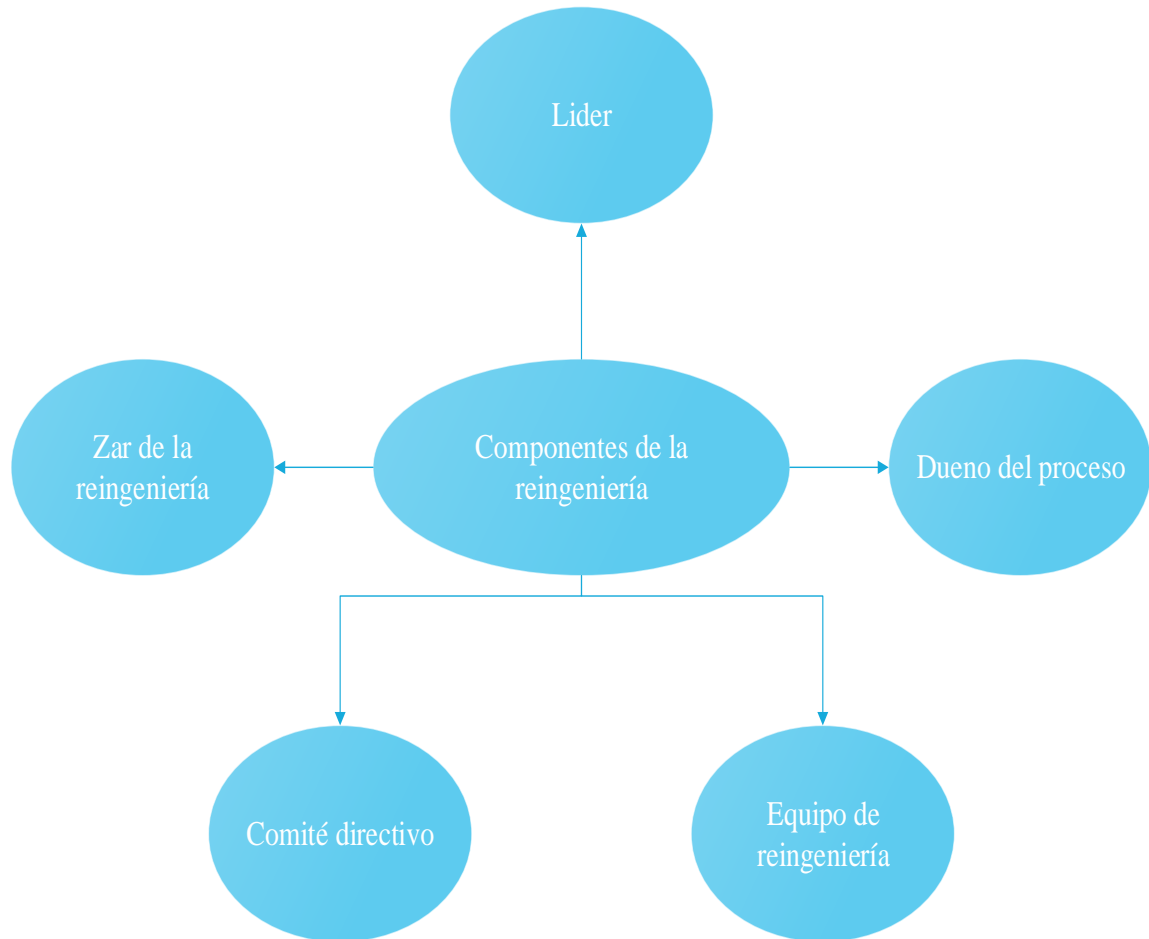 Lider
Zar de la
reingeniería
Componentes de la
reingeniería
Dueno del proceso
Comité directivo
Equipo de
reingeniería